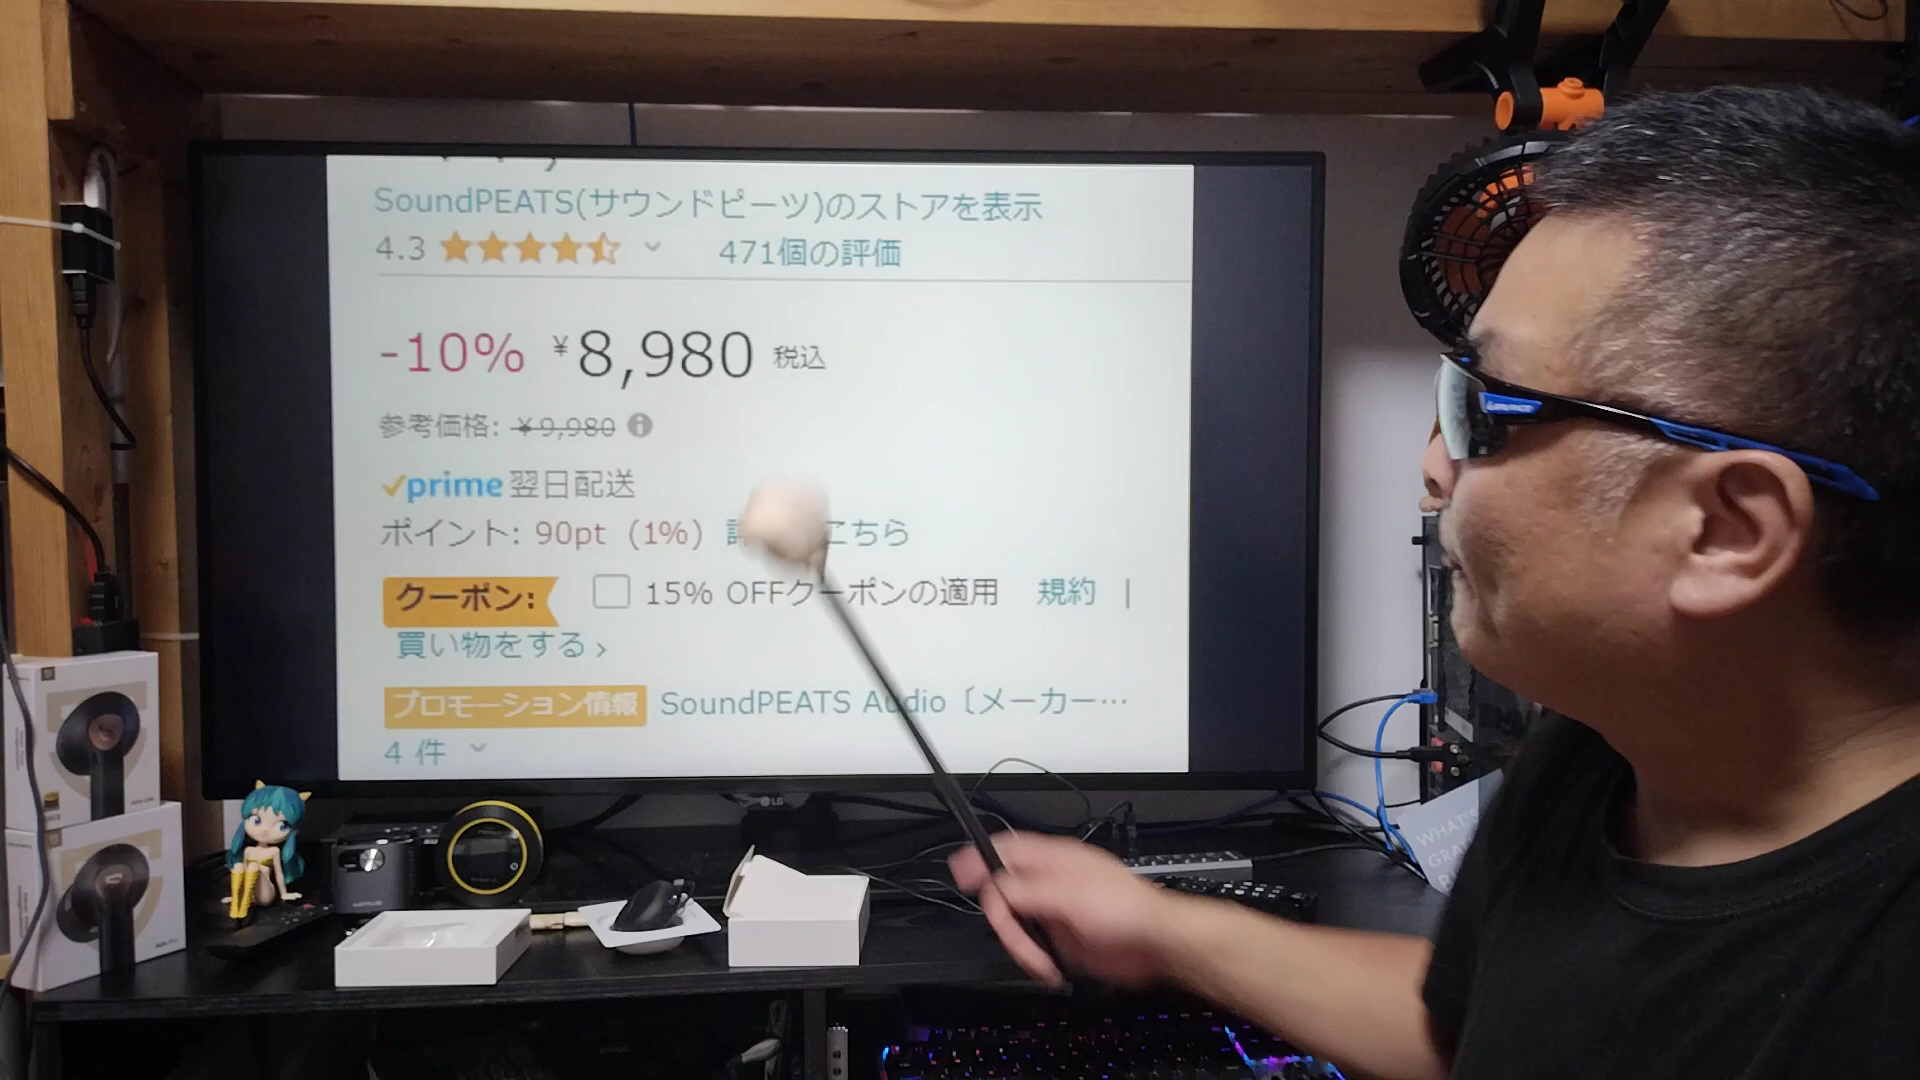 SoundPEATS(サウンドピーツ)のストアを表示
4.3
471個の評価
-10% ¥8,980 税込
参考価格: ¥9,980
prime 翌日配送
ポイント: 90pt (1%) こちら
クーポン: 15% OFFクーポンの適用 規約 |
買い物をする ›
プロモーション情報 SoundPEATS Audio〔メーカー…
4 件
LG
WHAT'S